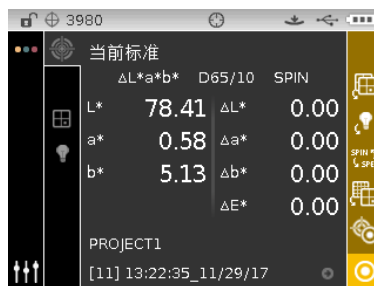 3980
当前标准
ΔL*a*b* D65/10 SPIN
L* 78.41 ΔL* 0.00
a* 0.58 Δa* 0.00
b* 5.13 Δb* 0.00
ΔE* 0.00
PROJECT1
[11] 13:22:35_11/29/17
SPIN